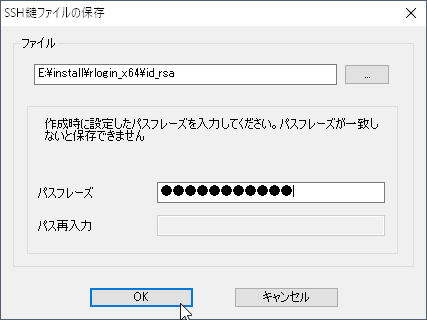 SSH鍵ファイルの保存
ファイル
E:¥install¥rlogin_x64¥id_rsa
...
作成時に設定したパスフレーズを入力してください。パスフレーズが一致し
ないと保存できません
パスフレーズ
●●●●●●●●●●●
パス再入力
OK
キャンセル